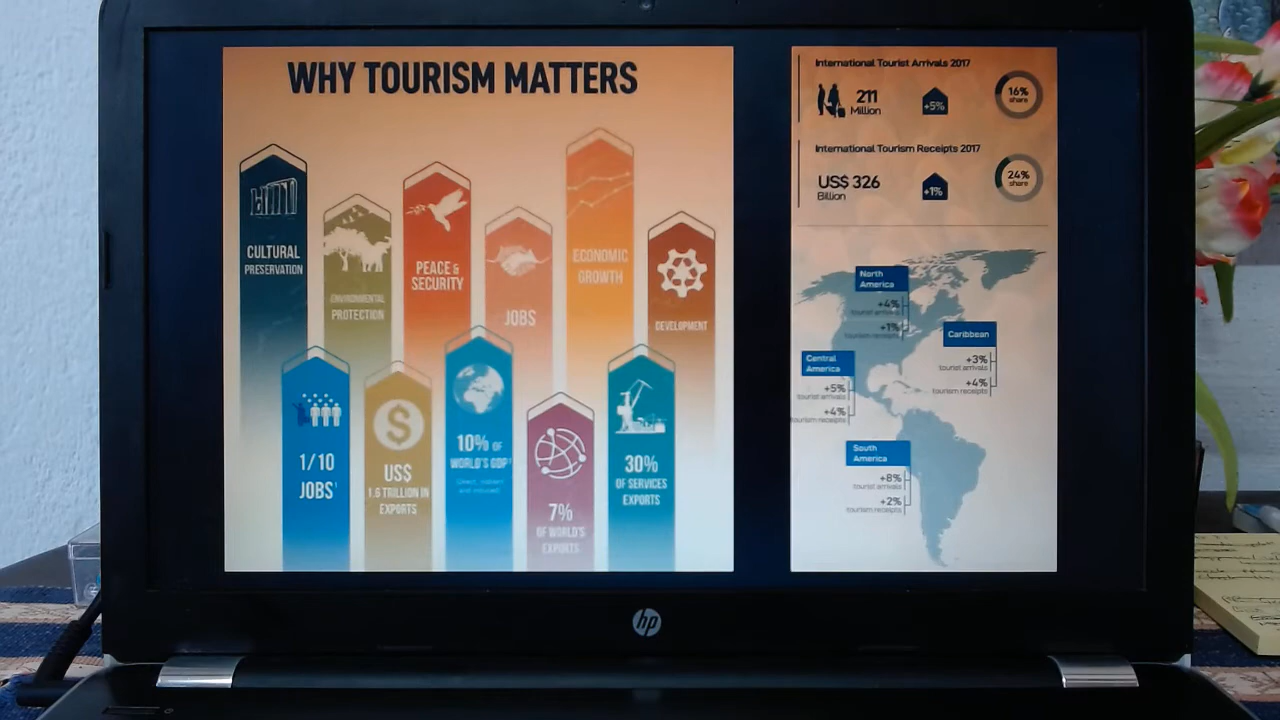 WHY TOURISM MATTERS
CULTURAL
PRESERVATION
ENVIRONMENTAL
PROTECTION
PEACE &
SECURITY
JOBS
ECONOMIC
GROWTH
DEVELOPMENT
1/10
JOBS¹
US$
1.6 TRILLION IN
EXPORTS
10% OF
WORLD'S GDP¹
7%
OF WORLD'S
EXPORTS
30%
OF SERVICES
EXPORTS
International Tourist Arrivals 2017
211
Million
+5%
16%
share
International Tourism Receipts 2017
US$ 326
Billion
+1%
24%
share
North
America
+4%
tourist arrivals
+1%
tourism receipts
Caribbean
+3%
tourist arrivals
+4%
tourism receipts
Central
America
+5%
tourist arrivals
+4%
tourism receipts
South
America
+8%
tourist arrivals
+2%
tourism receipts
hp